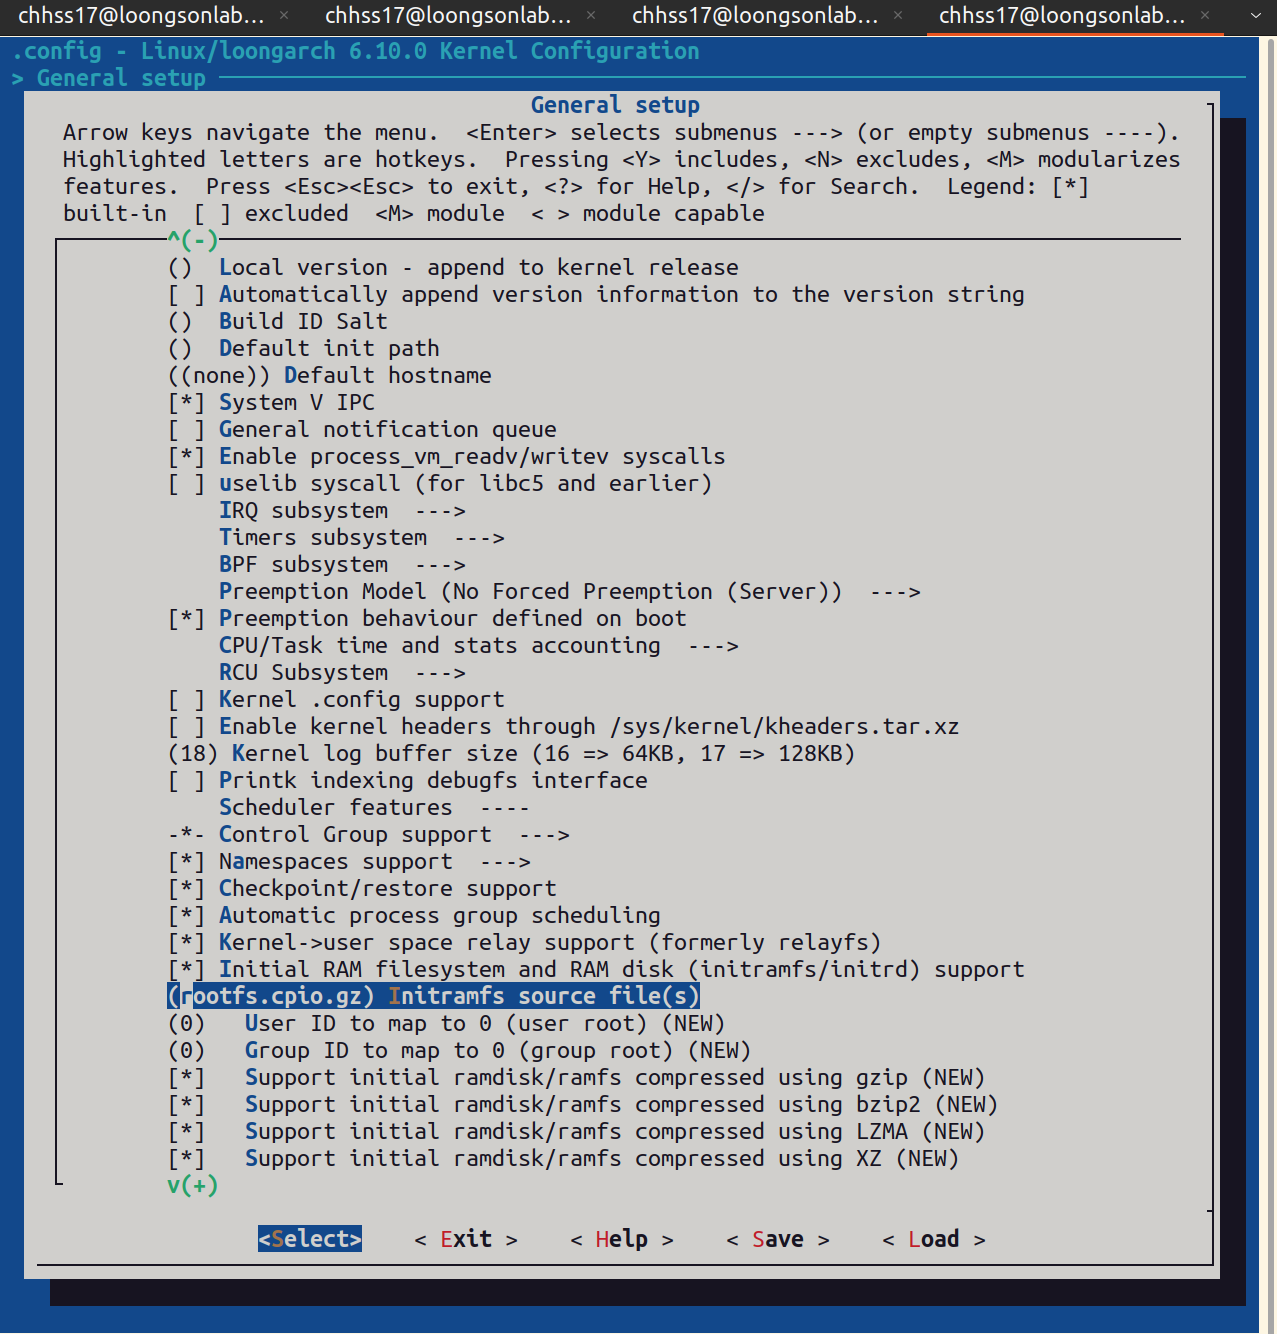 chhss17@loongsonlab... × chhss17@loongsonlab... × chhss17@loongsonlab... × chhss17@loongsonlab... ×
.config - Linux/loongarch 6.10.0 Kernel Configuration
> General setup
General setup
Arrow keys navigate the menu.  <Enter> selects submenus ---> (or empty submenus ----).
Highlighted letters are hotkeys.  Pressing <Y> includes, <N> excludes, <M> modularizes
features.  Press <Esc><Esc> to exit, <?> for Help, </> for Search.  Legend: [*]
built-in  [ ] excluded  <M> module  < > module capable
^(-)
()  Local version - append to kernel release
[ ] Automatically append version information to the version string
()  Build ID Salt
()  Default init path
((none)) Default hostname
[*] System V IPC
[ ] General notification queue
[*] Enable process_vm_readv/writev syscalls
[ ] uselib syscall (for libc5 and earlier)
IRQ subsystem  --->
Timers subsystem  --->
BPF subsystem  --->
Preemption Model (No Forced Preemption (Server))  --->
[*] Preemption behaviour defined on boot
CPU/Task time and stats accounting  --->
RCU Subsystem  --->
[ ] Kernel .config support
[ ] Enable kernel headers through /sys/kernel/kheaders.tar.xz
(18) Kernel log buffer size (16 => 64KB, 17 => 128KB)
[ ] Printk indexing debugfs interface
Scheduler features  ----
-*- Control Group support  --->
[*] Namespaces support  --->
[*] Checkpoint/restore support
[*] Automatic process group scheduling
[*] Kernel->user space relay support (formerly relayfs)
[*] Initial RAM filesystem and RAM disk (initramfs/initrd) support
(rootfs.cpio.gz) Initramfs source file(s)
(0)   User ID to map to 0 (user root) (NEW)
(0)   Group ID to map to 0 (group root) (NEW)
[*]   Support initial ramdisk/ramfs compressed using gzip (NEW)
[*]   Support initial ramdisk/ramfs compressed using bzip2 (NEW)
[*]   Support initial ramdisk/ramfs compressed using LZMA (NEW)
[*]   Support initial ramdisk/ramfs compressed using XZ (NEW)
v(+)
<Select>    < Exit >    < Help >    < Save >    < Load >